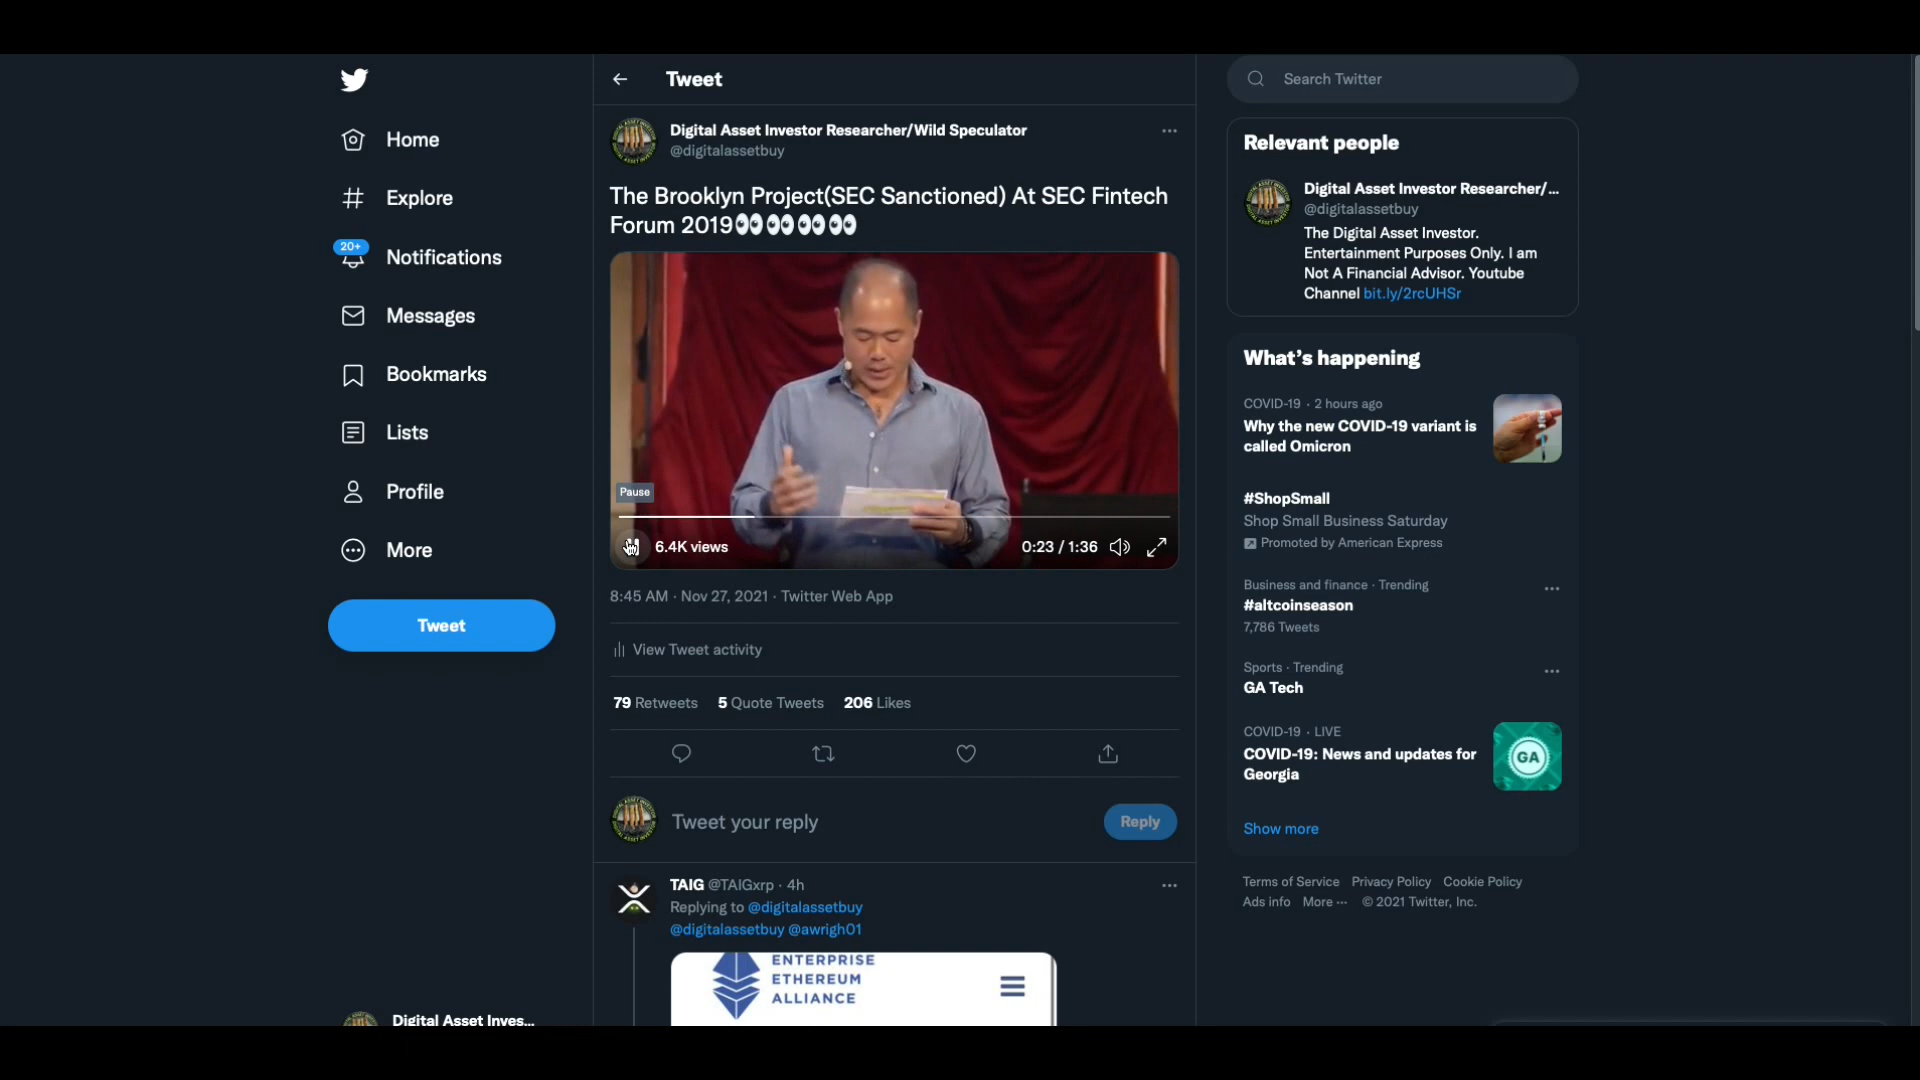 Home
Explore
20+
Notifications
Messages
Bookmarks
Lists
Profile
More
Tweet
Digital Asset Inves...
Tweet
Digital Asset Investor Researcher/Wild Speculator
@digitalassetbuy
The Brooklyn Project(SEC Sanctioned) At SEC Fintech
Forum 2019👀👀👀👀
Pause
6.4K views
0:23 / 1:36
8:45 AM · Nov 27, 2021 · Twitter Web App
View Tweet activity
79 Retweets 5 Quote Tweets 206 Likes
Tweet your reply
Reply
TAIG @TAIGxrp · 4h
Replying to @digitalassetbuy
@digitalassetbuy @awrigh01
ENTERPRISE
ETHEREUM
ALLIANCE
Search Twitter
Relevant people
Digital Asset Investor Researcher/...
@digitalassetbuy
The Digital Asset Investor.
Entertainment Purposes Only. I am
Not A Financial Advisor. Youtube
Channel bit.ly/2rcUHSr
What's happening
COVID-19 · 2 hours ago
Why the new COVID-19 variant is
called Omicron
#ShopSmall
Shop Small Business Saturday
Promoted by American Express
Business and finance · Trending
#altcoinseason
7,786 Tweets
Sports · Trending
GA Tech
COVID-19 · LIVE
COVID-19: News and updates for
Georgia
GA
Show more
Terms of Service Privacy Policy Cookie Policy
Ads info More ··· © 2021 Twitter, Inc.